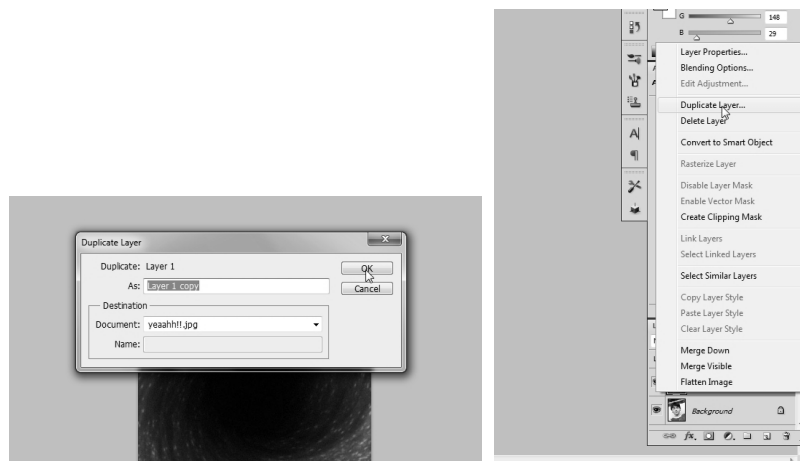 Duplicate Layer
Duplicate: Layer 1
OK
As: Layer 1 copy
Cancel
Destination
Document: yeaahh!!.jpg
Name:
G 148
B 29
Layer Properties...
Blending Options...
Edit Adjustment...
Duplicate Layer...
Delete Layer
Convert to Smart Object
Rasterize Layer
Disable Layer Mask
Enable Vector Mask
Create Clipping Mask
Link Layers
Select Linked Layers
Select Similar Layers
Copy Layer Style
Paste Layer Style
Clear Layer Style
Merge Down
Merge Visible
Flatten Image
Background
fx.